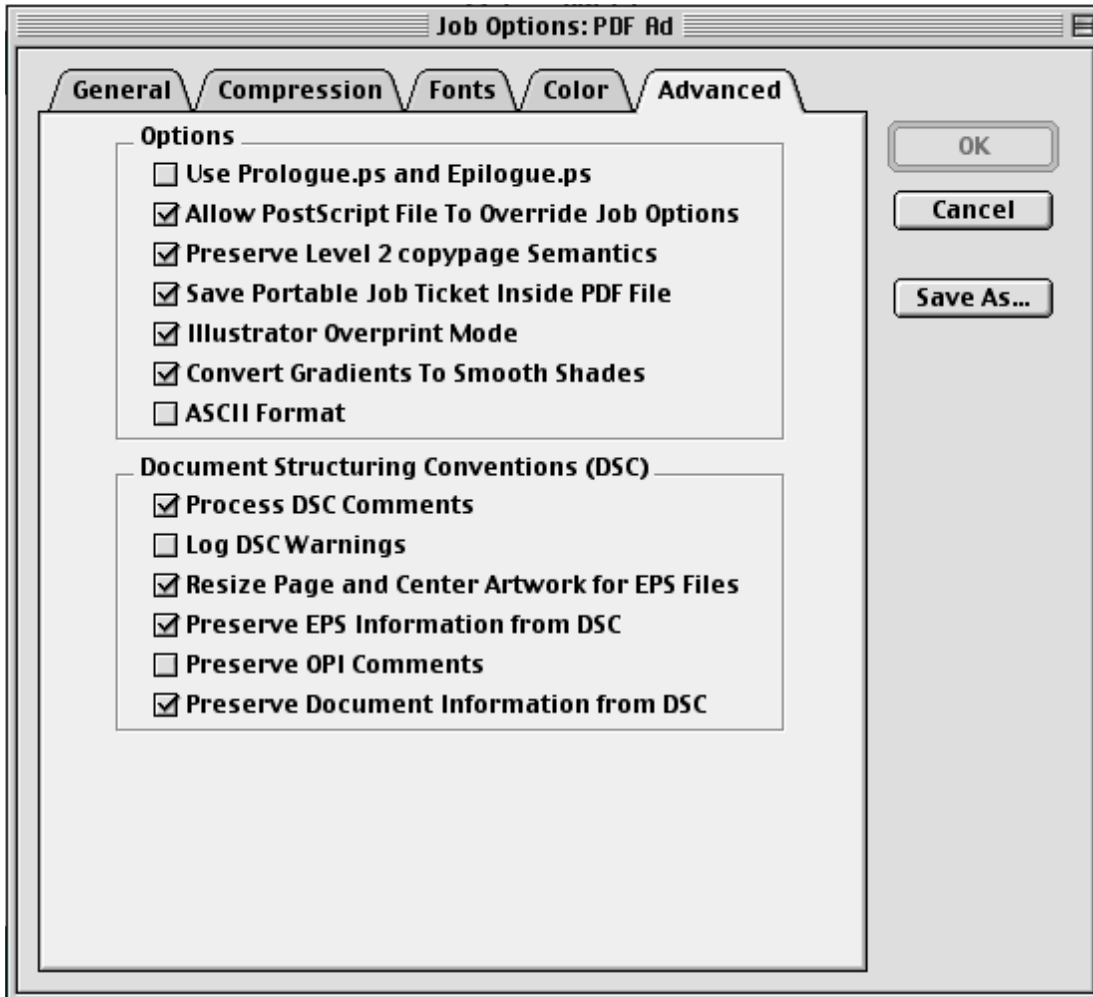 Job Options: PDF Ad
General Compression Fonts Color Advanced
Options
Use Prologue.ps and Epilogue.ps
Allow PostScript File To Override Job Options
Preserve Level 2 copypage Semantics
Save Portable Job Ticket Inside PDF File
Illustrator Overprint Mode
Convert Gradients To Smooth Shades
ASCII Format
Document Structuring Conventions (DSC)
Process DSC Comments
Log DSC Warnings
Resize Page and Center Artwork for EPS Files
Preserve EPS Information from DSC
Preserve OPI Comments
Preserve Document Information from DSC
OK
Cancel
Save As...